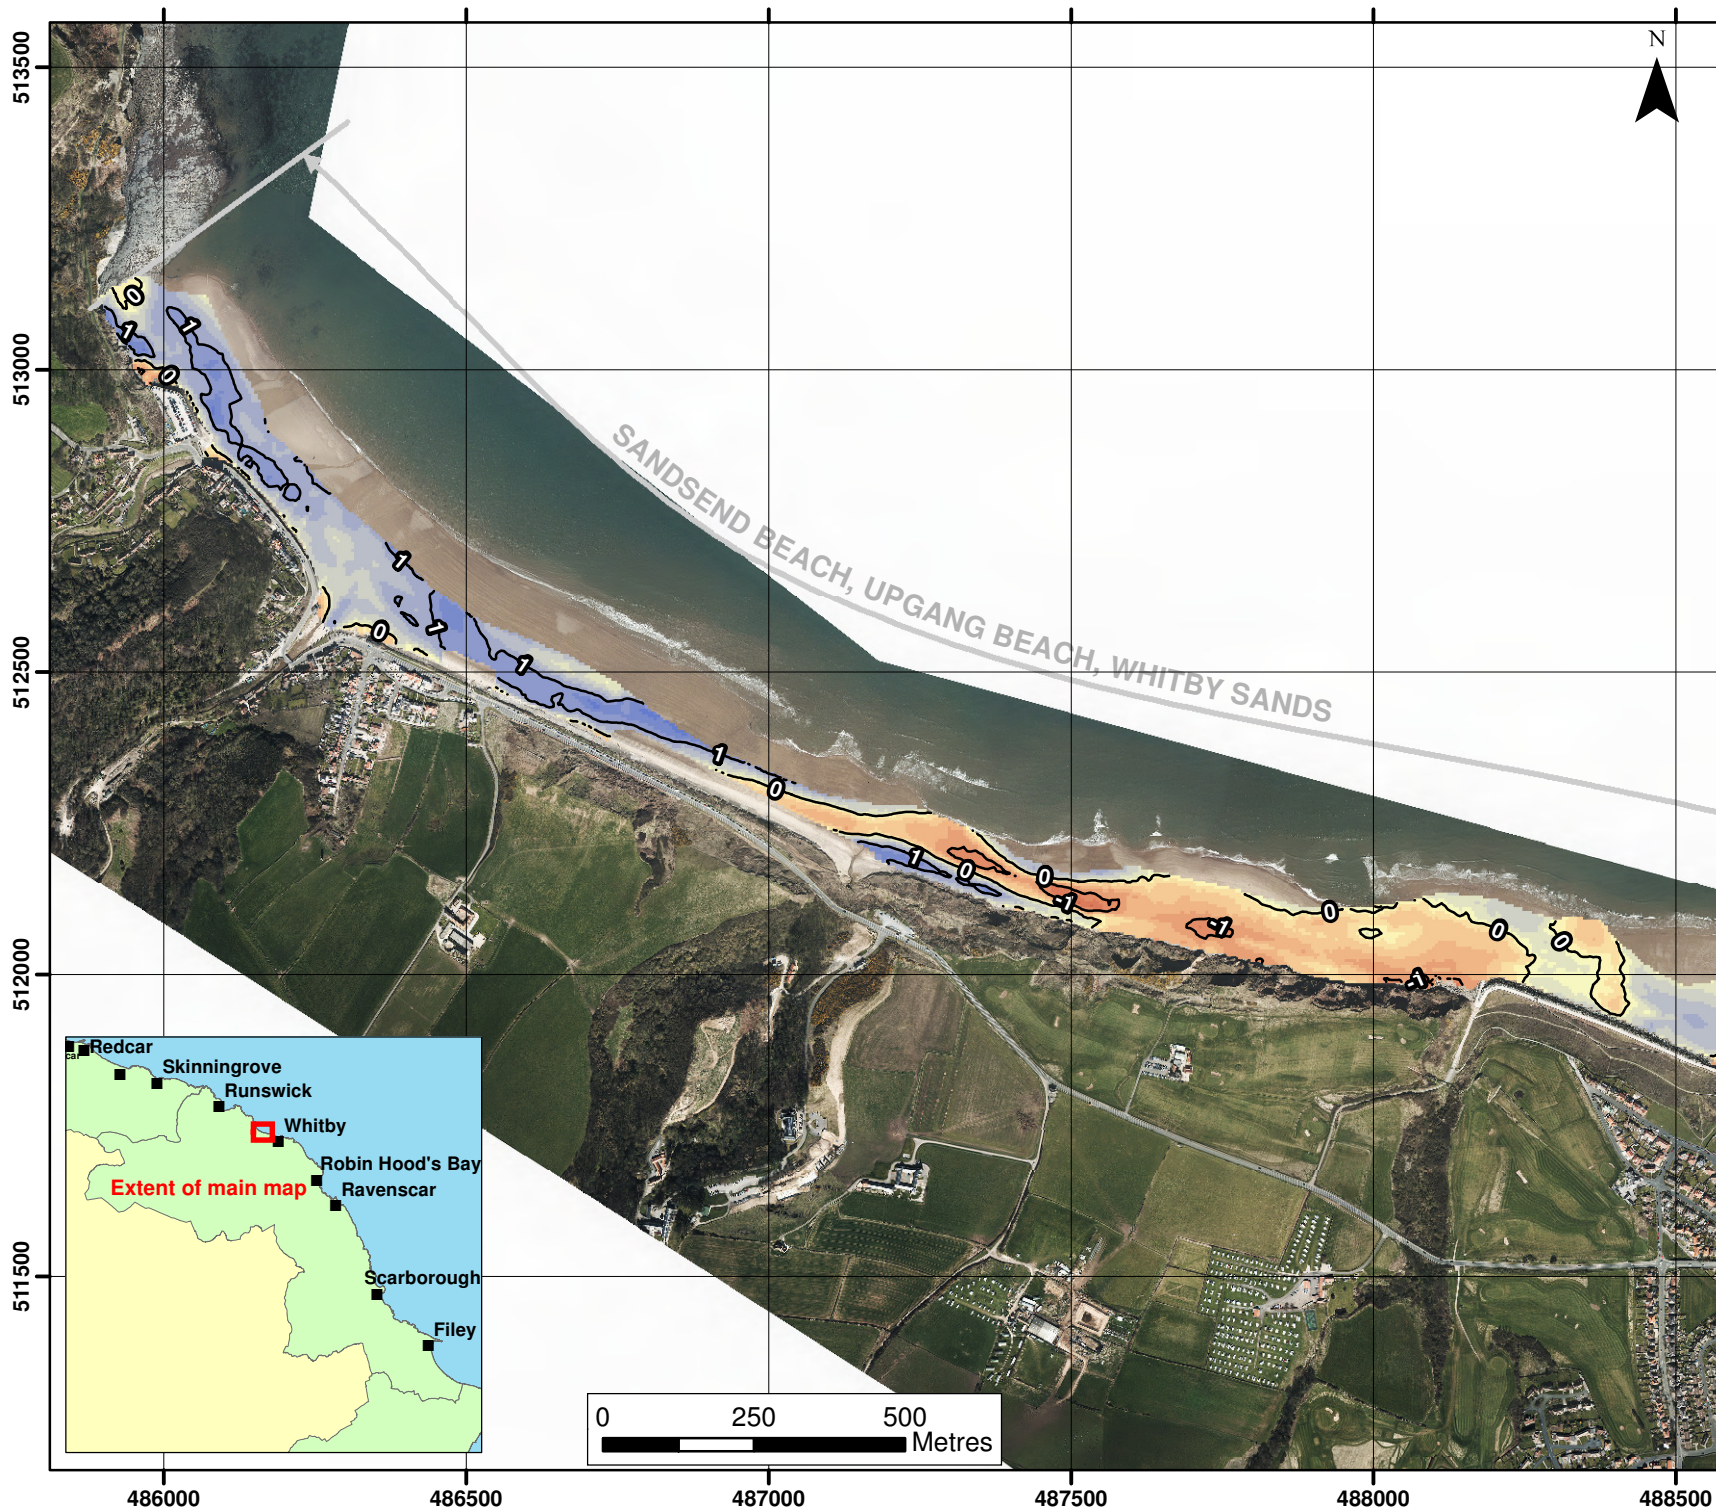 N
513500
513000
512500
512000
511500
SANDSEND BEACH, UPGANG BEACH, WHITBY SANDS
0
1
1
0
1
0
1
1
1
0
1
0
0
-1
-1
0
0
0
-1
Redcar
car
Skinningrove
Runswick
Whitby
Robin Hood's Bay
Extent of main map
Ravenscar
Scarborough
Filey
0 250 500
Metres
486000 486500 487000 487500 488000 488500